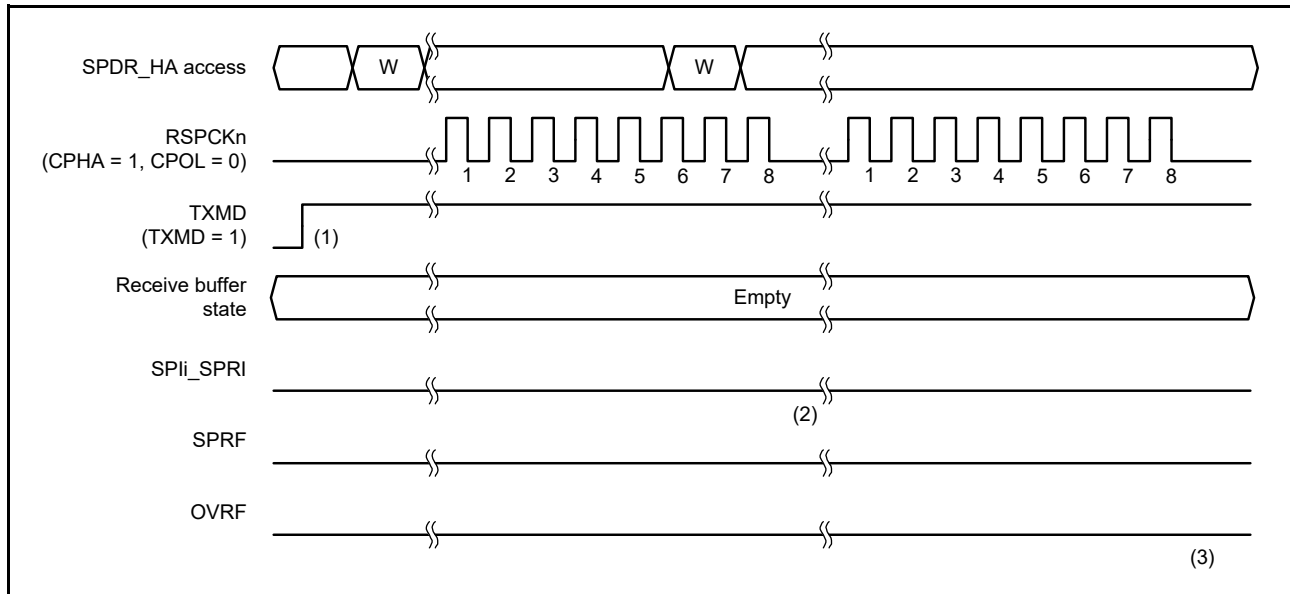 SPDR_HA access
W
W
RSPCKn
(CPHA = 1, CPOL = 0)
1 2 3 4 5 6 7 8
1 2 3 4 5 6 7 8
TXMD
(TXMD = 1)
(1)
Receive buffer
state
Empty
SPIi_SPRI
(2)
SPRF
OVRF
(3)